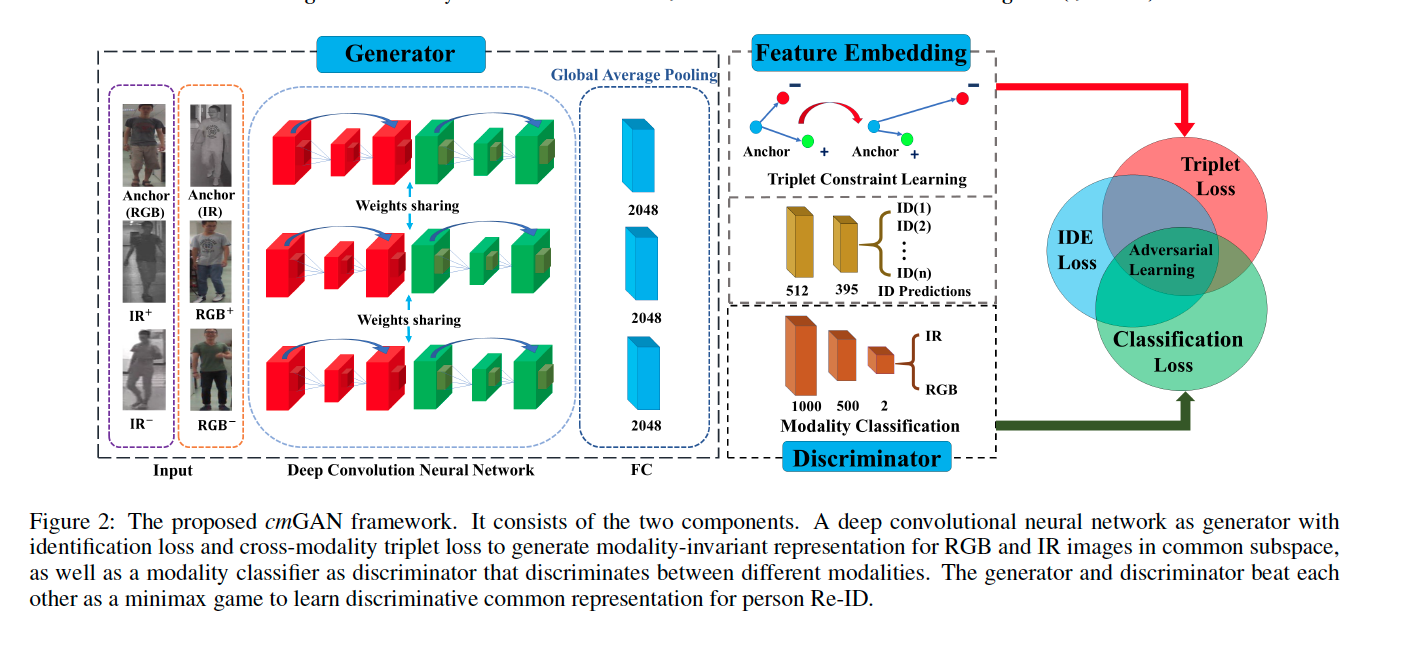 Generator
Feature Embedding
Global Average Pooling
Anchor
(RGB)
Anchor
(IR)
IR+
RGB+
IR−
RGB−
Weights sharing
Weights sharing
2048
2048
2048
Input
Deep Convolution Neural Network
FC
−
−
Anchor
+
Anchor
+
Triplet Constraint Learning
ID(1)
ID(2)
⋮
ID(n)
512
395
ID Predictions
IR
RGB
1000
500
2
Modality Classification
Discriminator
Triplet
Loss
IDE
Loss
Adversarial
Learning
Classification
Loss
Figure 2: The proposed cmGAN framework. It consists of the two components. A deep convolutional neural network as generator with
identification loss and cross-modality triplet loss to generate modality-invariant representation for RGB and IR images in common subspace,
as well as a modality classifier as discriminator that discriminates between different modalities. The generator and discriminator beat each
other as a minimax game to learn discriminative common representation for person Re-ID.